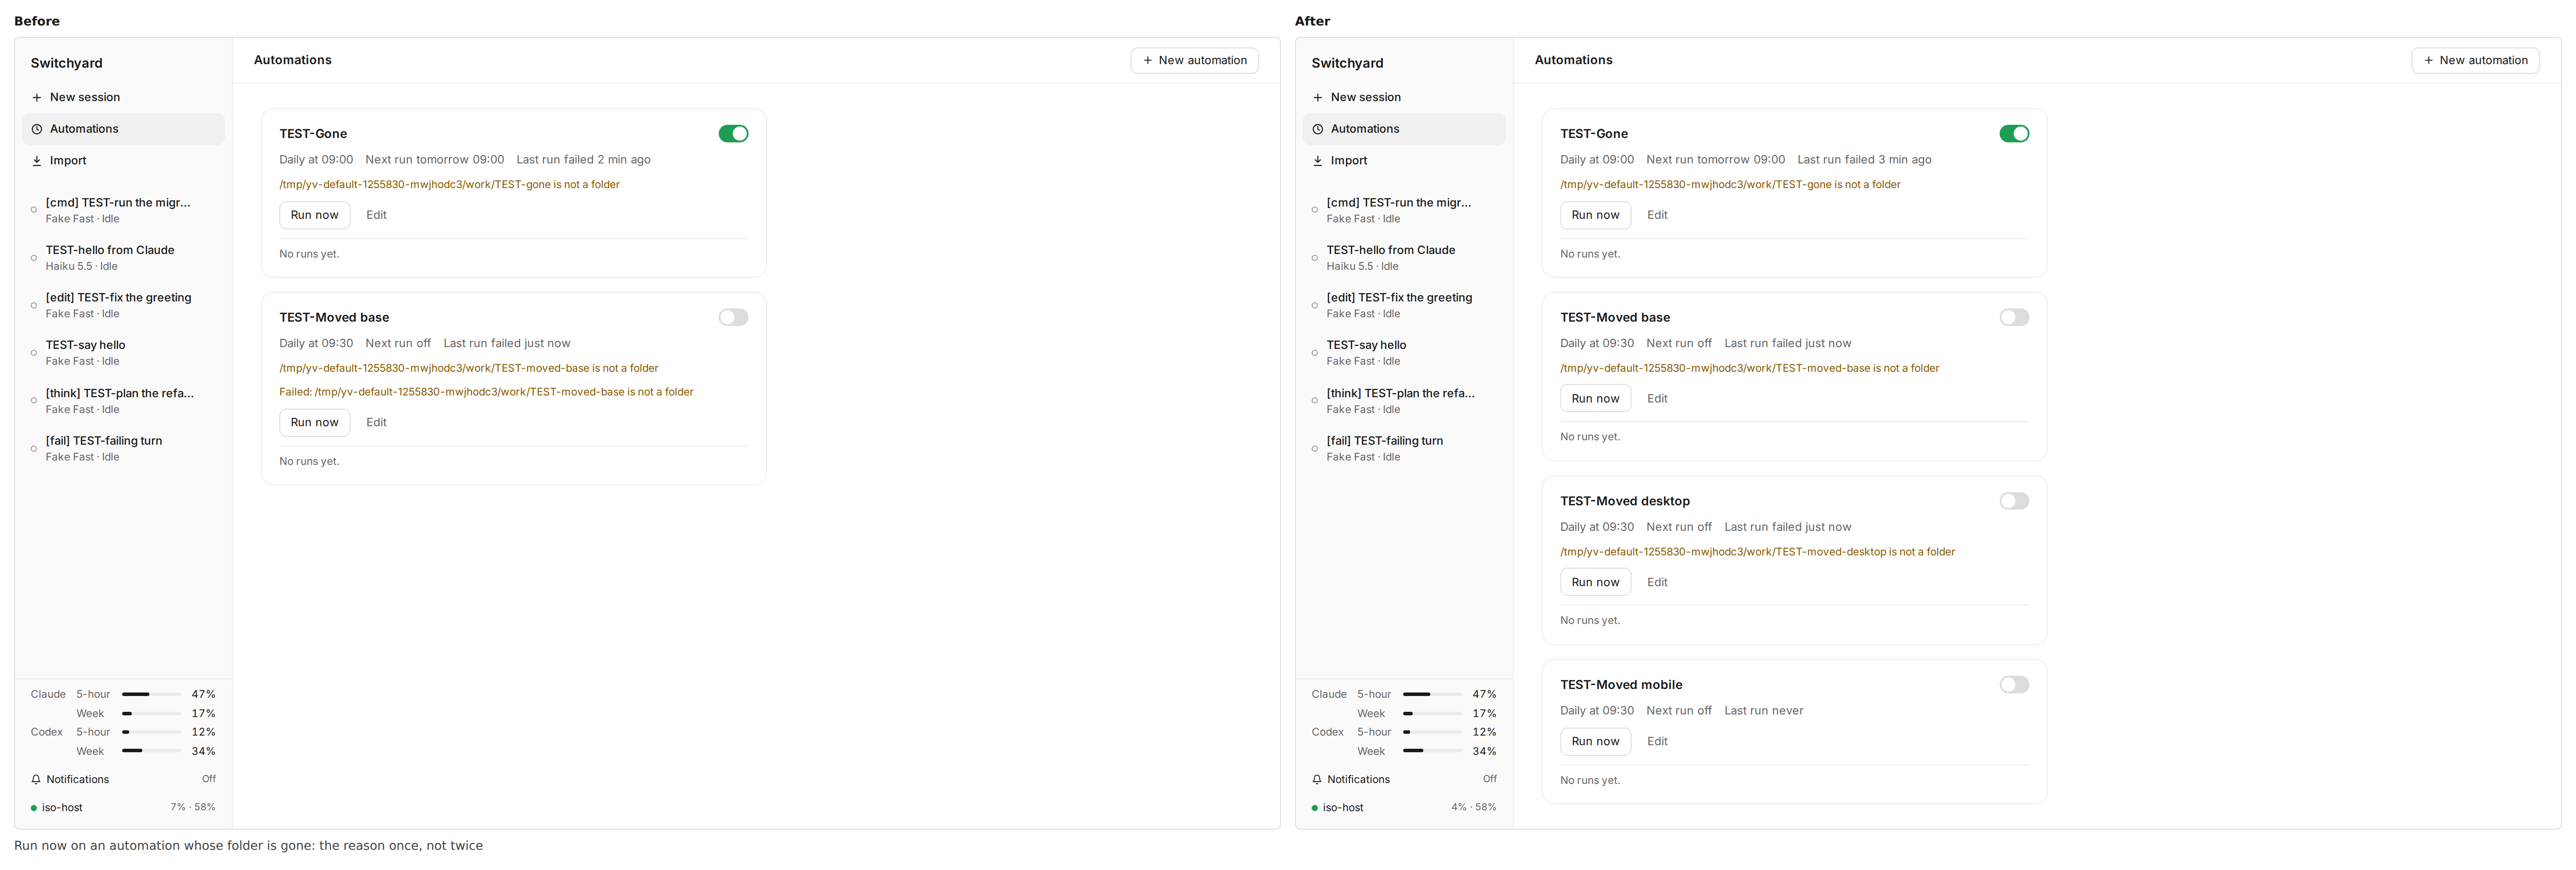 Before
Switchyard
New session
Automations
Import
[cmd] TEST-run the migr...
Fake Fast · Idle
TEST-hello from Claude
Haiku 5.5 · Idle
[edit] TEST-fix the greeting
Fake Fast · Idle
TEST-say hello
Fake Fast · Idle
[think] TEST-plan the refa...
Fake Fast · Idle
[fail] TEST-failing turn
Fake Fast · Idle
Claude 5-hour 47%
Week 17%
Codex 5-hour 12%
Week 34%
Notifications Off
iso-host 7% · 58%
Automations
+ New automation
TEST-Gone
Daily at 09:00 Next run tomorrow 09:00 Last run failed 2 min ago
/tmp/yv-default-1255830-mwjhodc3/work/TEST-gone is not a folder
Run now Edit
No runs yet.
TEST-Moved base
Daily at 09:30 Next run off Last run failed just now
/tmp/yv-default-1255830-mwjhodc3/work/TEST-moved-base is not a folder
Failed: /tmp/yv-default-1255830-mwjhodc3/work/TEST-moved-base is not a folder
Run now Edit
No runs yet.
After
Switchyard
New session
Automations
Import
[cmd] TEST-run the migr...
Fake Fast · Idle
TEST-hello from Claude
Haiku 5.5 · Idle
[edit] TEST-fix the greeting
Fake Fast · Idle
TEST-say hello
Fake Fast · Idle
[think] TEST-plan the refa...
Fake Fast · Idle
[fail] TEST-failing turn
Fake Fast · Idle
Claude 5-hour 47%
Week 17%
Codex 5-hour 12%
Week 34%
Notifications Off
iso-host 4% · 58%
Automations
+ New automation
TEST-Gone
Daily at 09:00 Next run tomorrow 09:00 Last run failed 3 min ago
/tmp/yv-default-1255830-mwjhodc3/work/TEST-gone is not a folder
Run now Edit
No runs yet.
TEST-Moved base
Daily at 09:30 Next run off Last run failed just now
/tmp/yv-default-1255830-mwjhodc3/work/TEST-moved-base is not a folder
Run now Edit
No runs yet.
TEST-Moved desktop
Daily at 09:30 Next run off Last run failed just now
/tmp/yv-default-1255830-mwjhodc3/work/TEST-moved-desktop is not a folder
Run now Edit
No runs yet.
TEST-Moved mobile
Daily at 09:30 Next run off Last run never
Run now Edit
No runs yet.
Run now on an automation whose folder is gone: the reason once, not twice